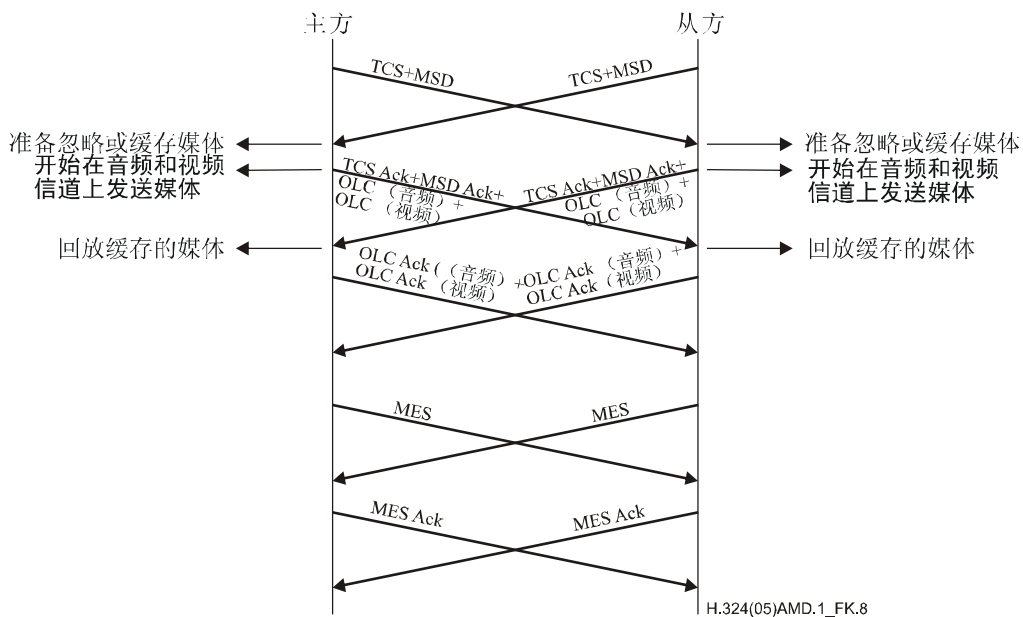 主方
从方
TCS+MSD
TCS+MSD
准备忽略或缓存媒体
准备忽略或缓存媒体
开始在音频和视频
信道上发送媒体
开始在音频和视频
信道上发送媒体
TCS Ack+MSD Ack+
OLC（音频）+
OLC（视频）
TCS Ack+MSD Ack+
OLC（音频）+
OLC（视频）
回放缓存的媒体
回放缓存的媒体
OLC Ack (（音频）+
OLC Ack（视频）
OLC Ack（音频）+
OLC Ack（视频）
MES
MES
MES Ack
MES Ack
H.324(05)AMD.1_FK.8